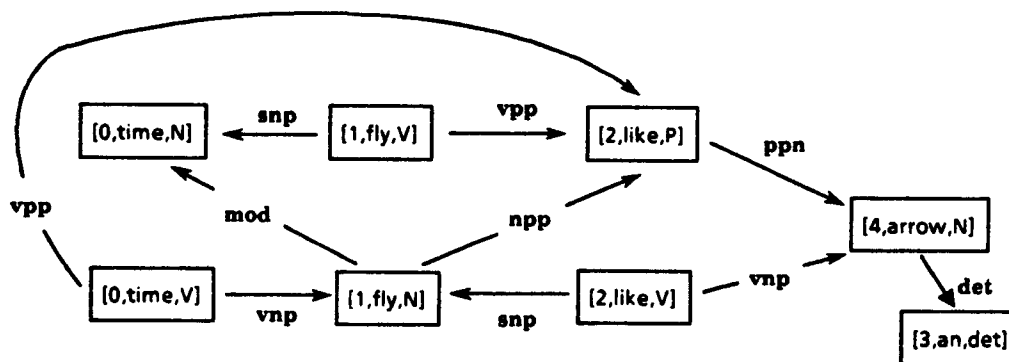 snp
vpp
[0,time,N]
[1,fly,V]
[2,like,P]
ppn
vpp
mod
npp
[4,arrow,N]
[0,time,V]
vnp
[1,fly,N]
snp
[2,like,V]
vnp
det
[3,an,det]